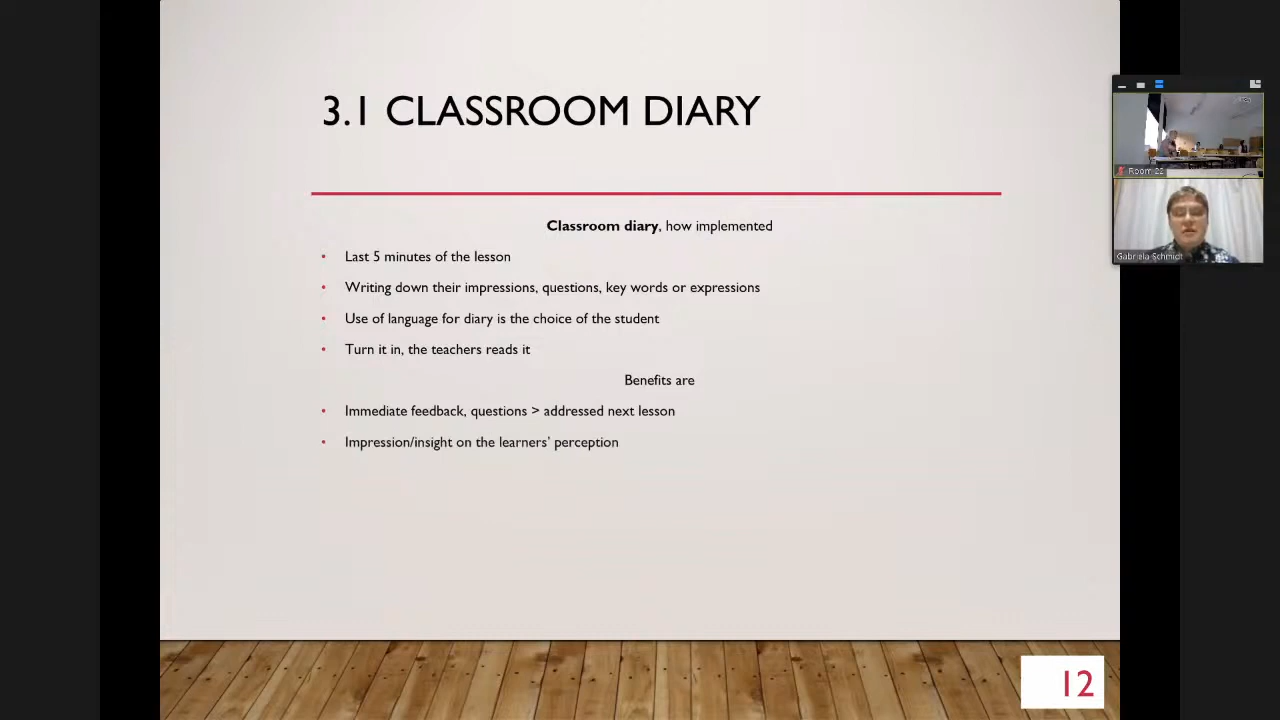 3.1 CLASSROOM DIARY
Classroom diary, how implemented
• Last 5 minutes of the lesson
• Writing down their impressions, questions, key words or expressions
• Use of language for diary is the choice of the student
• Turn it in, the teachers reads it
Benefits are
• Immediate feedback, questions > addressed next lesson
• Impression/insight on the learners' perception
12
Room 22
Gabriela Schmidt